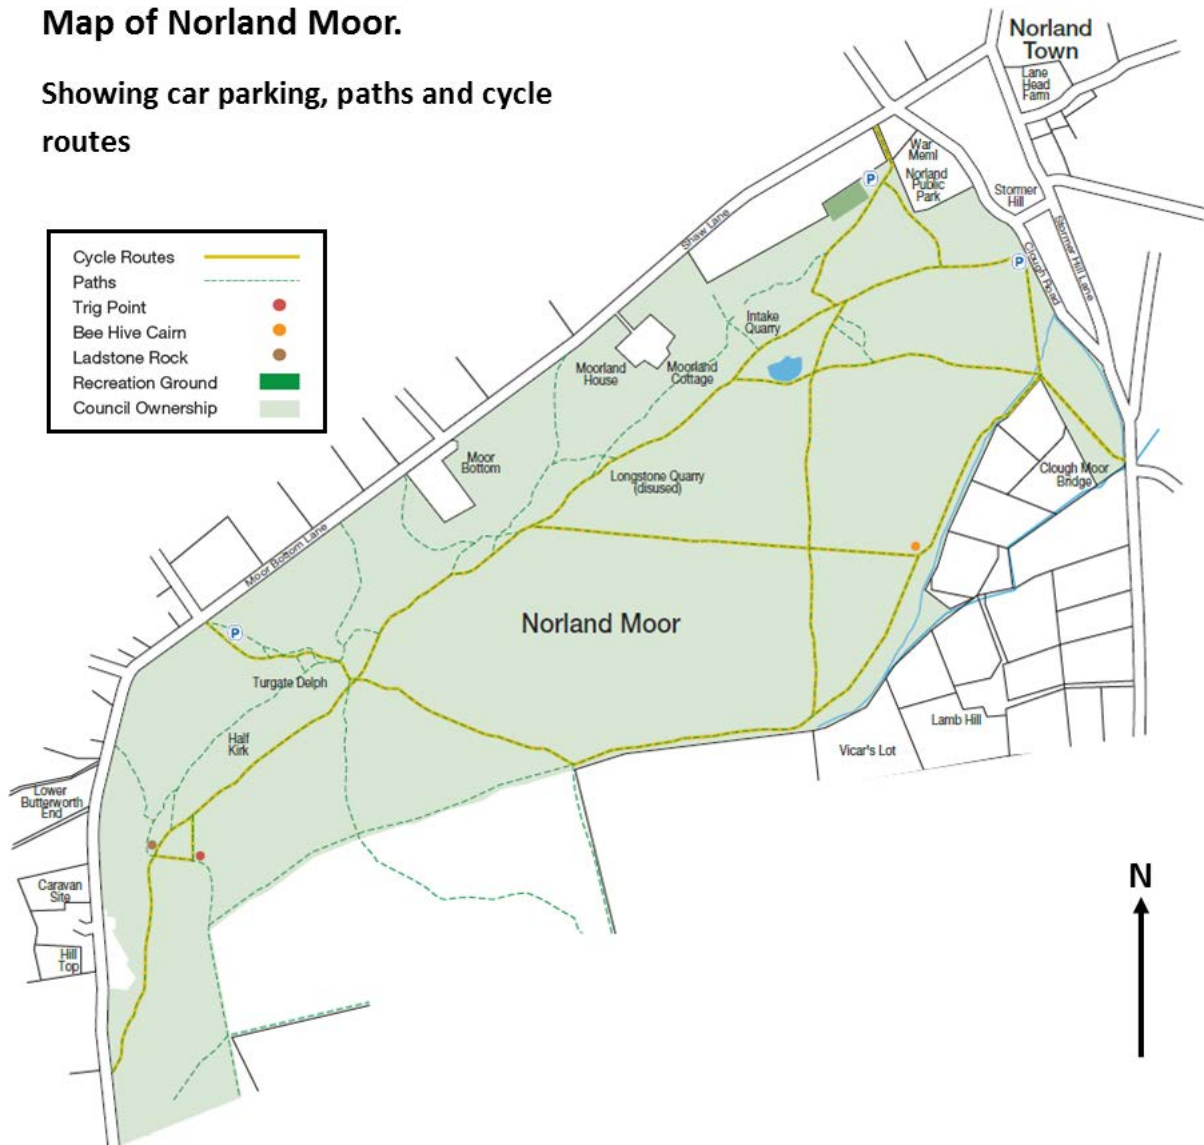 Map of Norland Moor.
Showing car parking, paths and cycle
routes
Cycle Routes
Paths
Trig Point
Bee Hive Cairn
Ladstone Rock
Recreation Ground
Council Ownership
Norland
Town
Lane
Head
Farm
War
Meml
Norland
Public
Park
P
Stormer
Hill
Shaw Lane
Stormer Hill Lane
Clough Road
P
Intake
Quarry
Moorland
House
Moorland
Cottage
Moor
Bottom
Longstone Quarry
(disused)
Clough Moor
Bridge
Moor Bottom Lane
Norland Moor
P
Turgate Delph
Half
Kirk
Lamb Hill
Vicar's Lot
Lower
Butterworth
End
Caravan
Site
Hill
Top
N